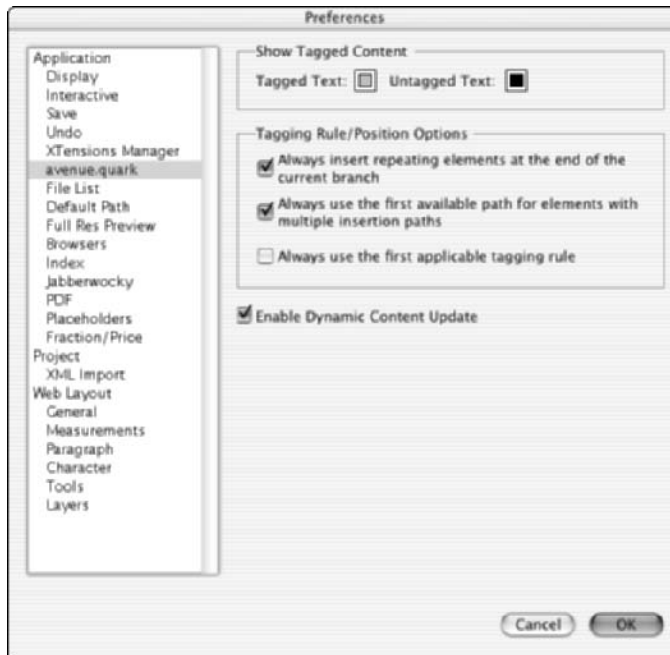 Preferences
Application
Display
Interactive
Save
Undo
XTensions Manager
avenue.quark
File List
Default Path
Full Res Preview
Browsers
Index
Jabberwocky
PDF
Placeholders
Fraction/Price
Project
XML Import
Web Layout
General
Measurements
Paragraph
Character
Tools
Layers
Show Tagged Content
Tagged Text: Untagged Text:
Tagging Rule/Position Options
Always insert repeating elements at the end of the
current branch
Always use the first available path for elements with
multiple insertion paths
Always use the first applicable tagging rule
Enable Dynamic Content Update
Cancel OK